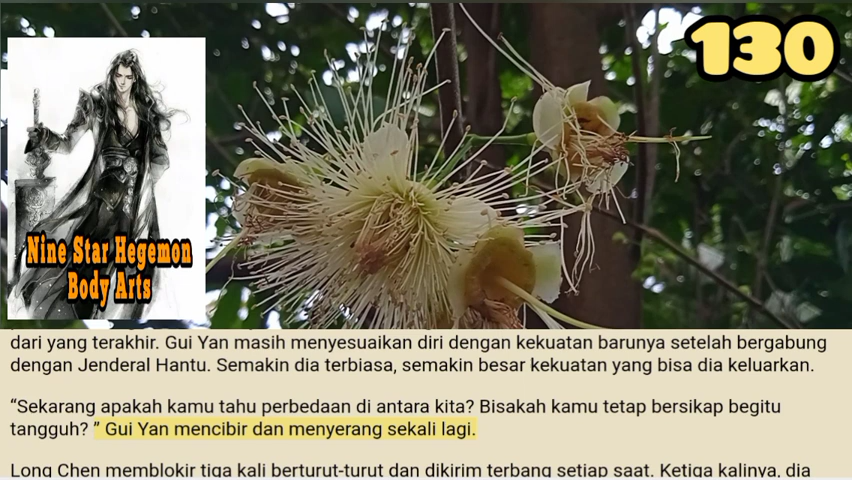 130
Nine Star Hegemon
Body Arts
dari yang terakhir. Gui Yan masih menyesuaikan diri dengan kekuatan barunya setelah bergabung
dengan Jenderal Hantu. Semakin dia terbiasa, semakin besar kekuatan yang bisa dia keluarkan.
“Sekarang apakah kamu tahu perbedaan di antara kita? Bisakah kamu tetap bersikap begitu
tangguh? ” Gui Yan mencibir dan menyerang sekali lagi.
Long Chen memblokir tiga kali berturut-turut dan dikirim terbang setiap saat. Ketiga kalinya, dia